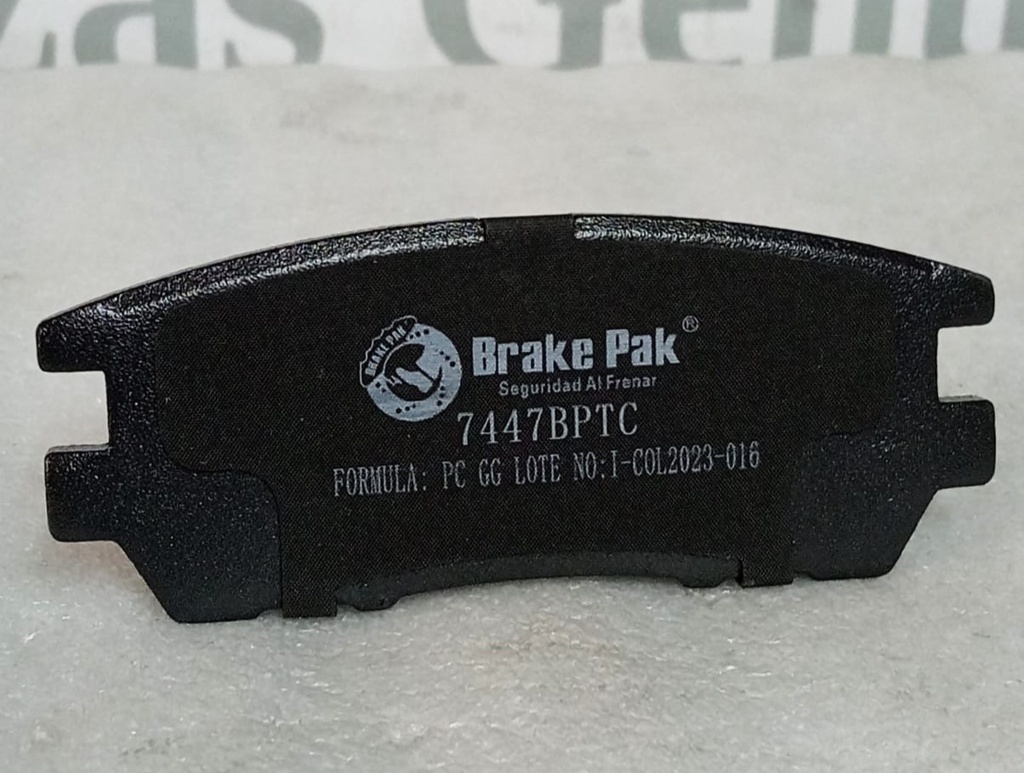 BRAKE PAK
Brake Pak®
Seguridad Al Frenar
7447BPTC
FORMULA: PC GG LOTE NO:I-COL2023-016